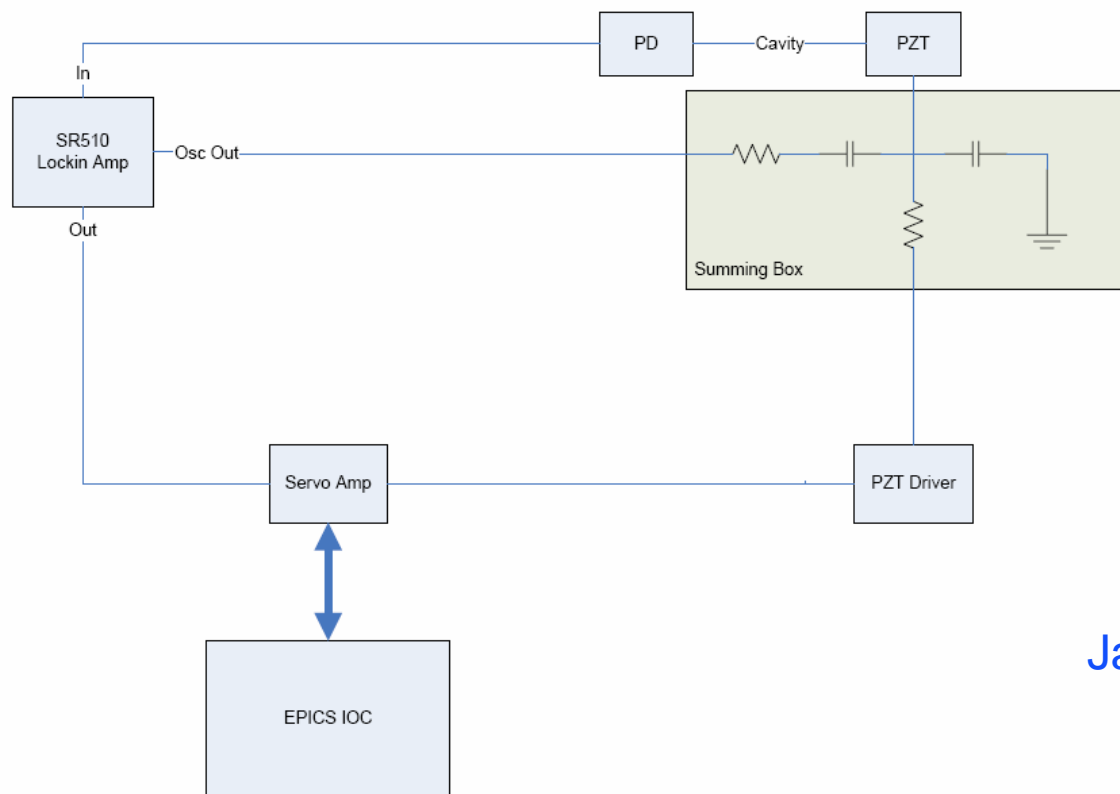 PD
Cavity
PZT
In
SR510
Lockin Amp
Osc Out
Out
Summing Box
Servo Amp
PZT Driver
EPICS IOC